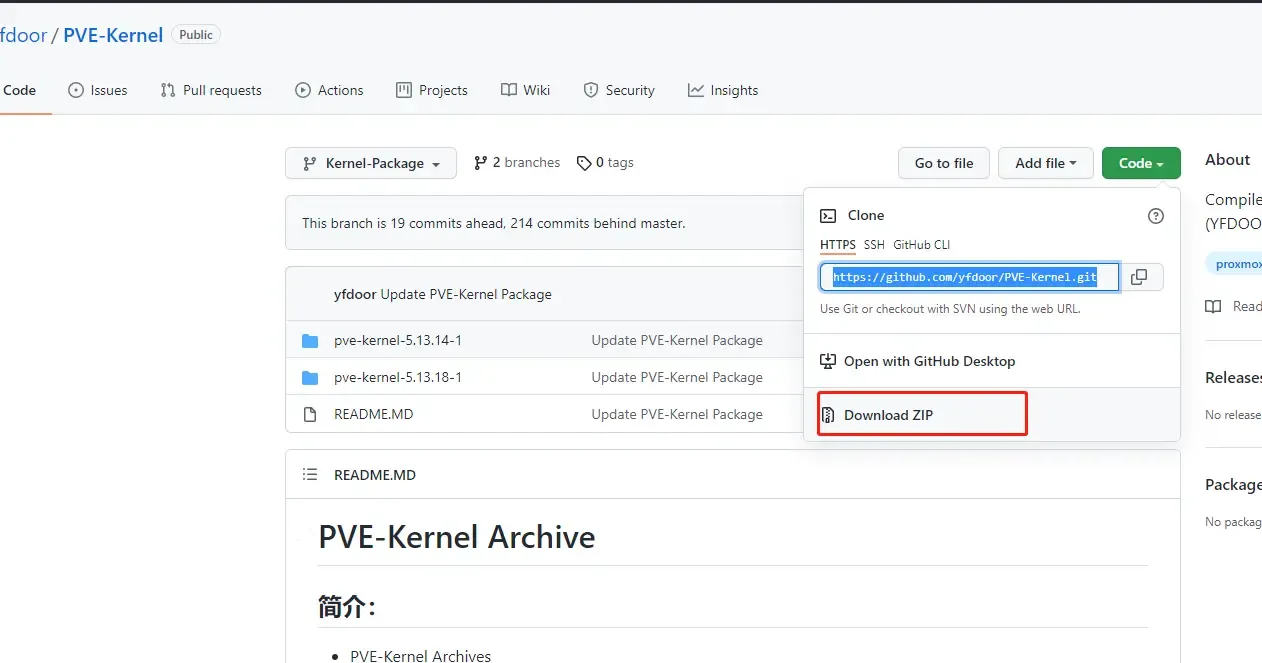 fdoor / PVE-Kernel Public
Code Issues Pull requests Actions Projects Wiki Security Insights
Kernel-Package 2 branches 0 tags Go to file Add file Code
This branch is 19 commits ahead, 214 commits behind master.
yfdoor Update PVE-Kernel Package
pve-kernel-5.13.14-1 Update PVE-Kernel Package
pve-kernel-5.13.18-1 Update PVE-Kernel Package
README.MD Update PVE-Kernel Package
Clone
HTTPS SSH GitHub CLI
https://github.com/yfdoor/PVE-Kernel.git
Use Git or checkout with SVN using the web URL.
Open with GitHub Desktop
Download ZIP
README.MD
PVE-Kernel Archive
简介：
PVE-Kernel Archives
About
Compile
(YFDOO
proxmox
Read
Releases
No release
Package
No packag